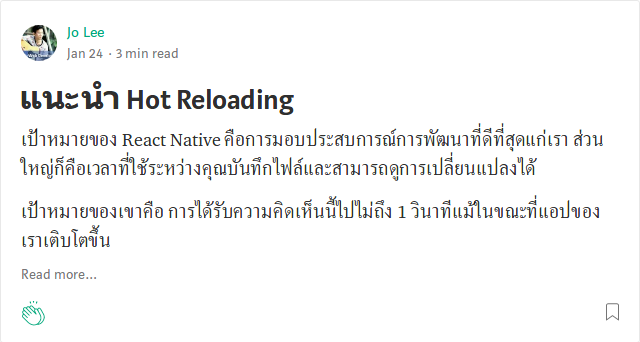 Jo Lee
Jan 24 · 3 min read
แนะนำ Hot Reloading
เป้าหมายของ React Native คือการมอบประสบการณ์การพัฒนาที่ดีที่สุดแก่เรา ส่วน
ใหญ่ก็คือเวลาที่ใช้ระหว่างคุณบันทึกไฟล์และสามารถดูการเปลี่ยนแปลงได้
เป้าหมายของเขาคือ การได้รับความคิดเห็นนี้ไปไม่ถึง 1 วินาทีแม้ในขณะที่แอปของ
เราเติบโตขึ้น
Read more...